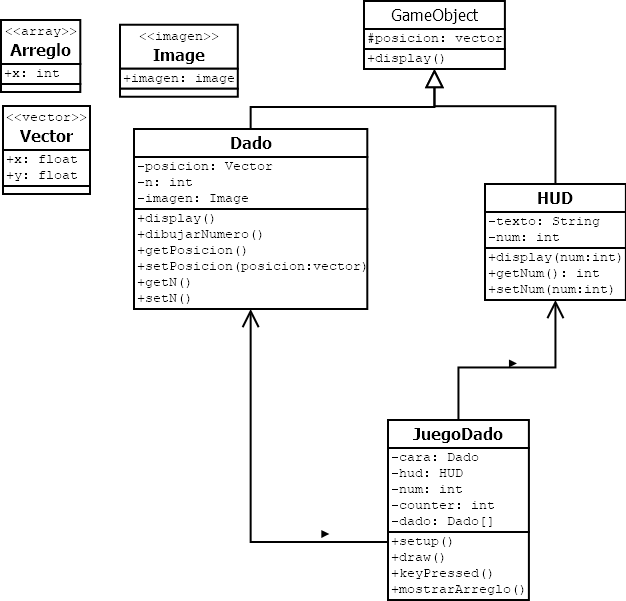 <<array>>
Arreglo
+x: int
<<imagen>>
Image
+imagen: image
GameObject
#posicion: vector
+display()
<<vector>>
Vector
+x: float
+y: float
Dado
-posicion: Vector
-n: int
-imagen: Image
+display()
+dibujarNumero()
+getPosicion()
+setPosicion(posicion:vector)
+getN()
+setN()
HUD
-texto: String
-num: int
+display(num:int)
+getNum(): int
+setNum(num:int)
JuegoDado
-cara: Dado
-hud: HUD
-num: int
-counter: int
-dado: Dado[]
+setup()
+draw()
+keyPressed()
+mostrarArreglo()